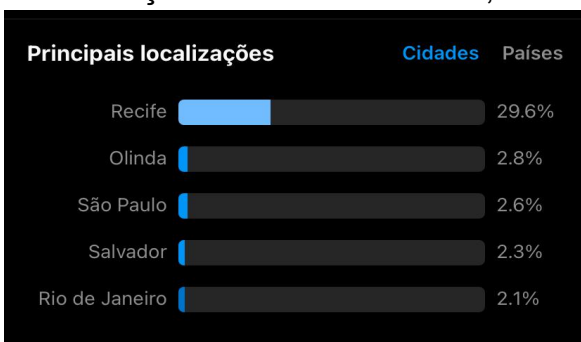 Principais localizações Cidades Países
Recife 29.6%
Olinda 2.8%
São Paulo 2.6%
Salvador 2.3%
Rio de Janeiro 2.1%